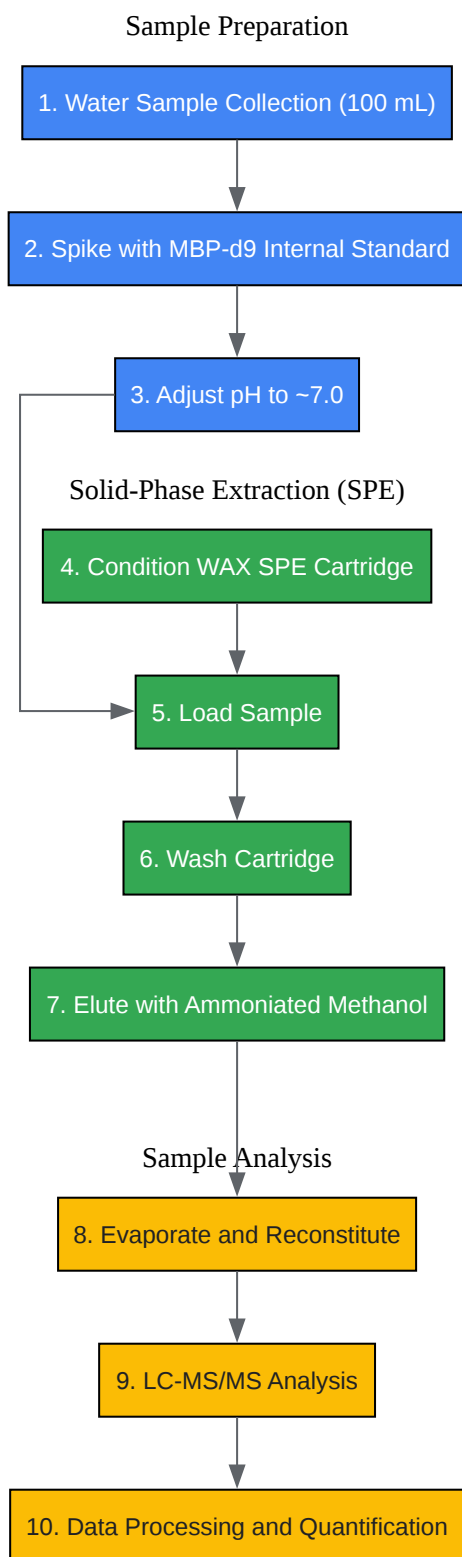 Sample Preparation
1. Water Sample Collection (100 mL)
2. Spike with MBP-d9 Internal Standard
3. Adjust pH to ~7.0
Solid-Phase Extraction (SPE)
4. Condition WAX SPE Cartridge
5. Load Sample
6. Wash Cartridge
7. Elute with Ammoniated Methanol
Sample Analysis
8. Evaporate and Reconstitute
9. LC-MS/MS Analysis
10. Data Processing and Quantification